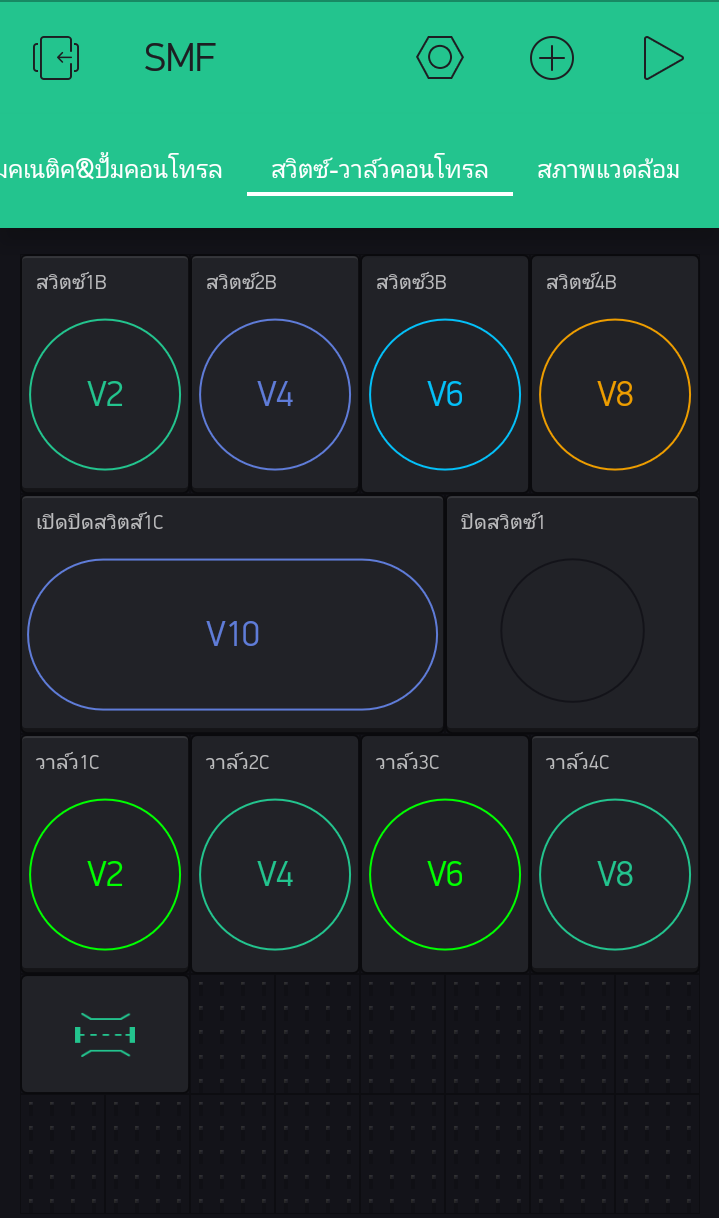 SMF
มคเนติค&ปั้มคอนโทรล สวิตซ์-วาล์วคอนโทรล สภาพแวดล้อม
สวิตซ์1B สวิตซ์2B สวิตซ์3B สวิตซ์4B
V2 V4 V6 V8
เปิดปิดสวิตส์1C ปิดสวิตซ์1
V10
วาล์ว1C วาล์ว2C วาล์ว3C วาล์ว4C
V2 V4 V6 V8